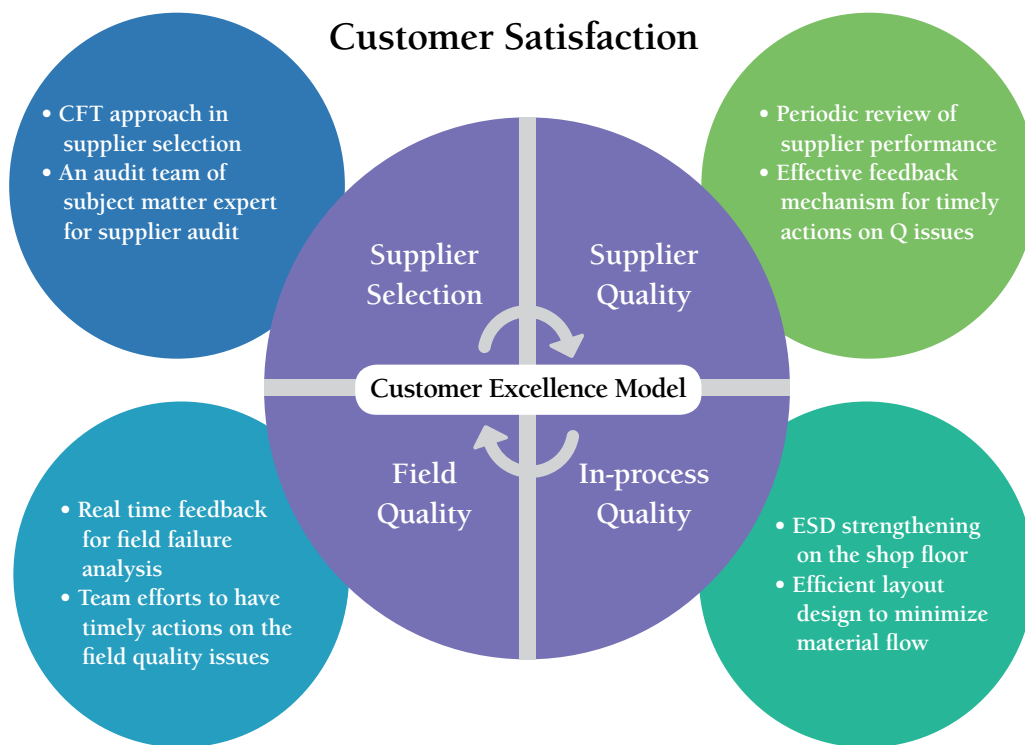 Customer Satisfaction
• CFT approach in
supplier selection
• An audit team of
subject matter expert
for supplier audit
• Periodic review of
supplier performance
• Effective feedback
mechanism for timely
actions on Q issues
Supplier
Selection
Supplier
Quality
Customer Excellence Model
Field
Quality
In-process
Quality
• Real time feedback
for field failure
analysis
• Team efforts to have
timely actions on the
field quality issues
• ESD strengthening
on the shop floor
• Efficient layout
design to minimize
material flow